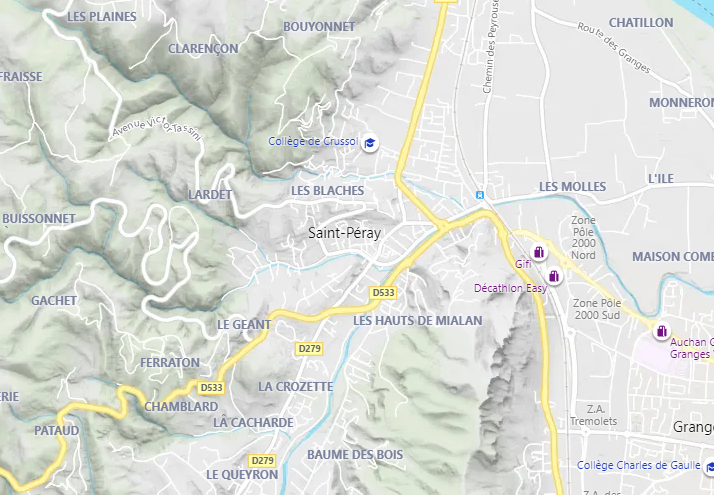 LES PLAINES
BOUYONNET
CHATILLON
CLARENÇON
Route des Granges
Chemin des Peyrouse
FRAISSE
MONNERON
Avenue Victor Tassini
Collège de Crussol
L'ILE
LES BLACHES
LES MOLLES
LARDET
BUISSONNET
Saint-Péray
Zone
Pôle
2000
Nord
MAISON COMB
Gifi
Décathlon Easy
D533
GACHET
Zone Pôle
2000 Sud
LE GEANT
LES HAUTS DE MIALAN
Auchan
Granges
D279
FERRATON
D533
LA CROZETTE
ERIE
CHAMBLARD
Z.A.
Tremolets
LÂ CACHARDE
Grange
PATAUD
BAUME DES BOIS
D279
Collège Charles de Gaulle
LE QUEYRON
Z.A. des